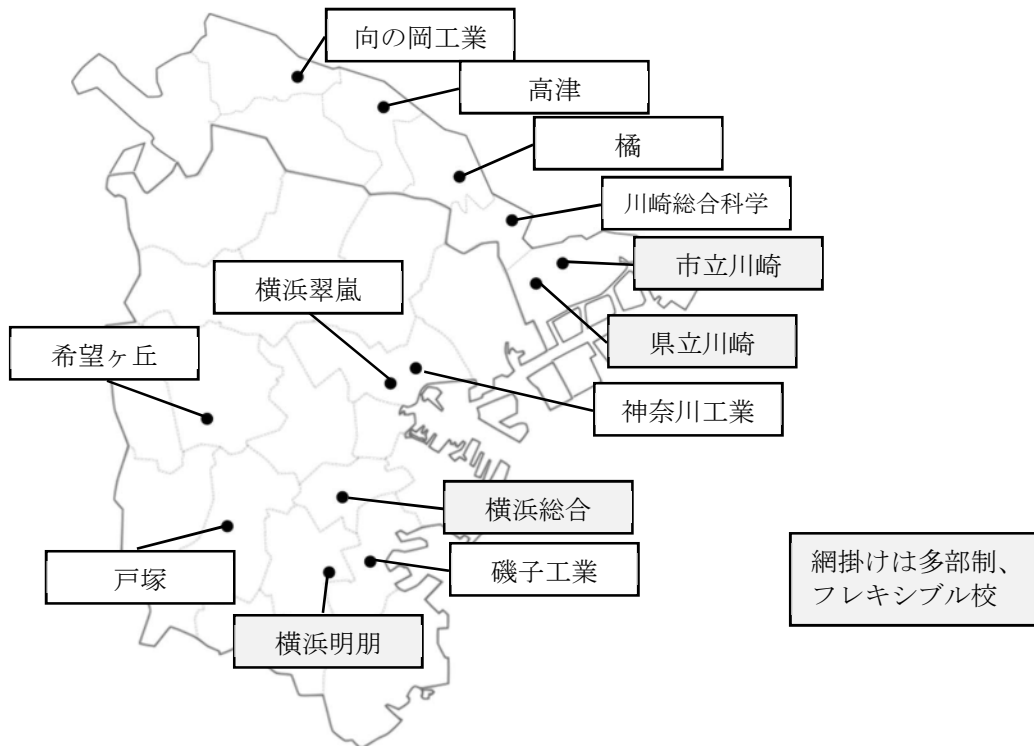 向の岡工業
高津
橘
川崎総合科学
市立川崎
横浜翠嵐
県立川崎
希望ヶ丘
神奈川工業
横浜総合
磯子工業
戸塚
横浜明朋
網掛けは多部制、
フレキシブル校